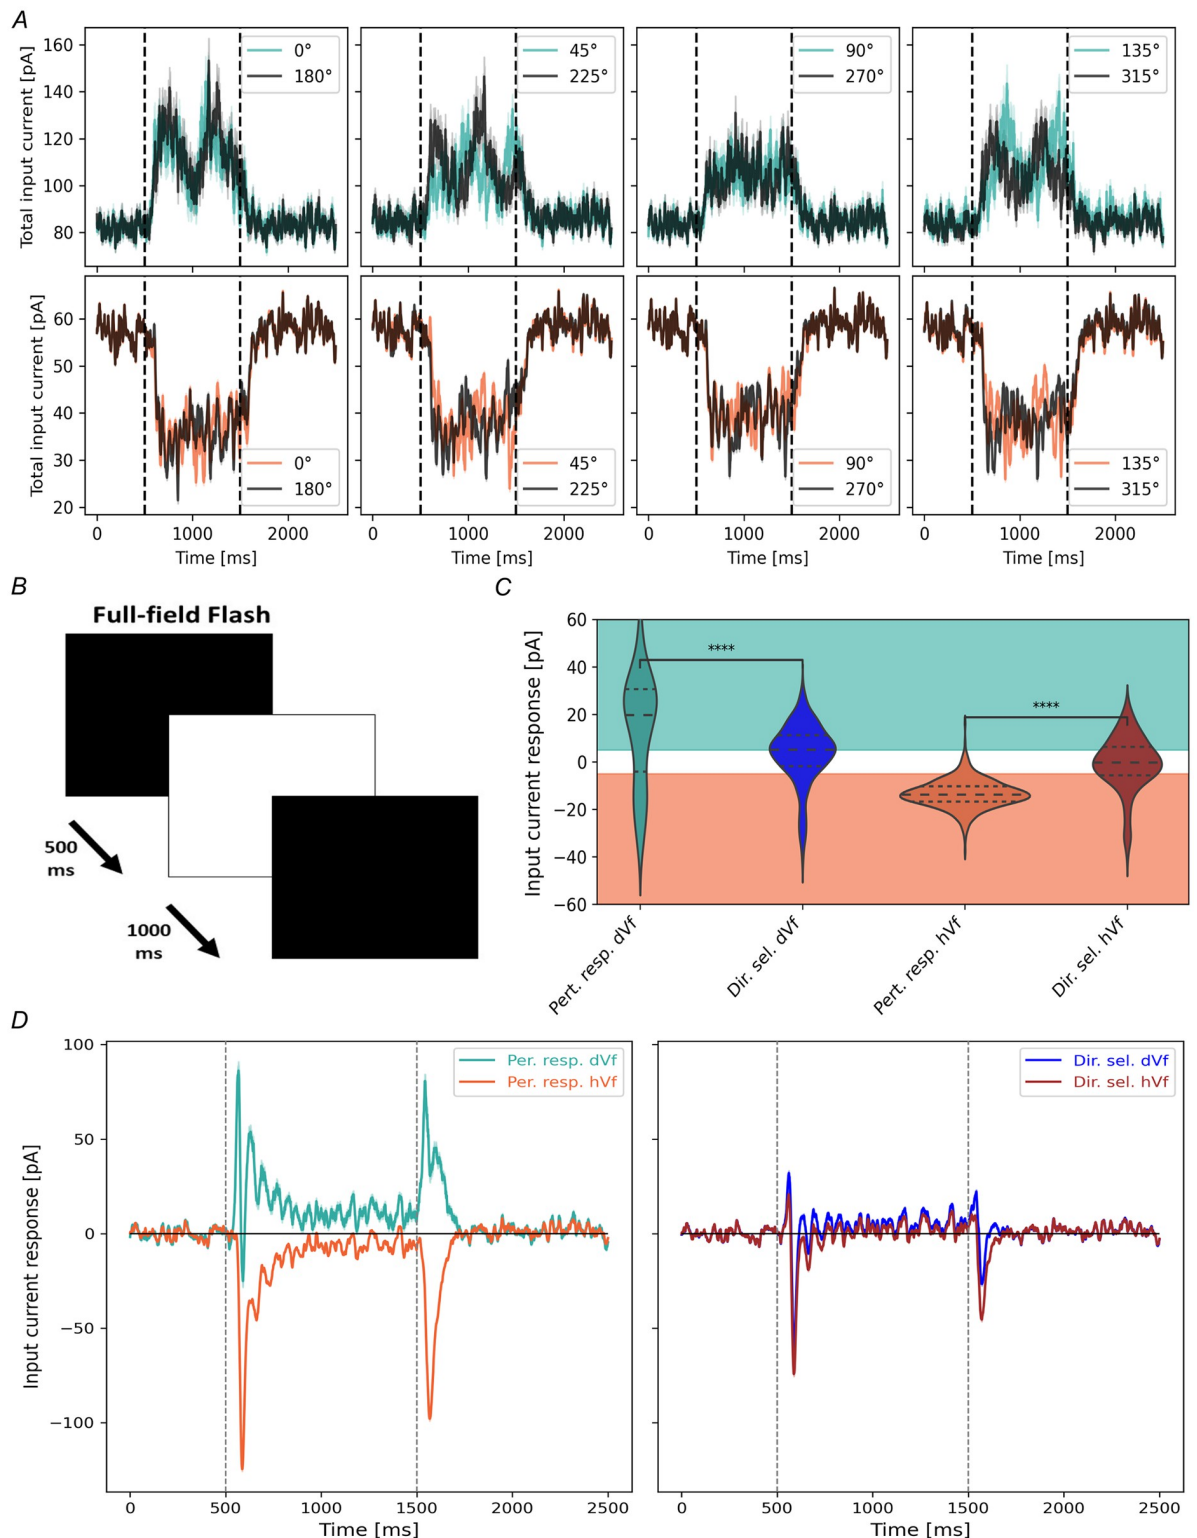 A
Total input current [pA]
160
140
120
100
80
0°
180°
45°
225°
90°
270°
135°
315°
Total input current [pA]
60
50
40
30
20
0°
180°
45°
225°
90°
270°
135°
315°
0
1000
2000
0
1000
2000
0
1000
2000
0
1000
2000
Time [ms]
Time [ms]
Time [ms]
Time [ms]
B
Full-field Flash
500
ms
1000
ms
C
Input current response [pA]
60
40
20
0
−20
−40
−60
****
****
Pert. resp. dVf
Dir. sel. dVf
Pert. resp. hVf
Dir. sel. hVf
D
Input current response [pA]
100
50
0
−50
−100
Per. resp. dVf
Per. resp. hVf
Dir. sel. dVf
Dir. sel. hVf
0
500
1000
1500
2000
2500
0
500
1000
1500
2000
2500
Time [ms]
Time [ms]